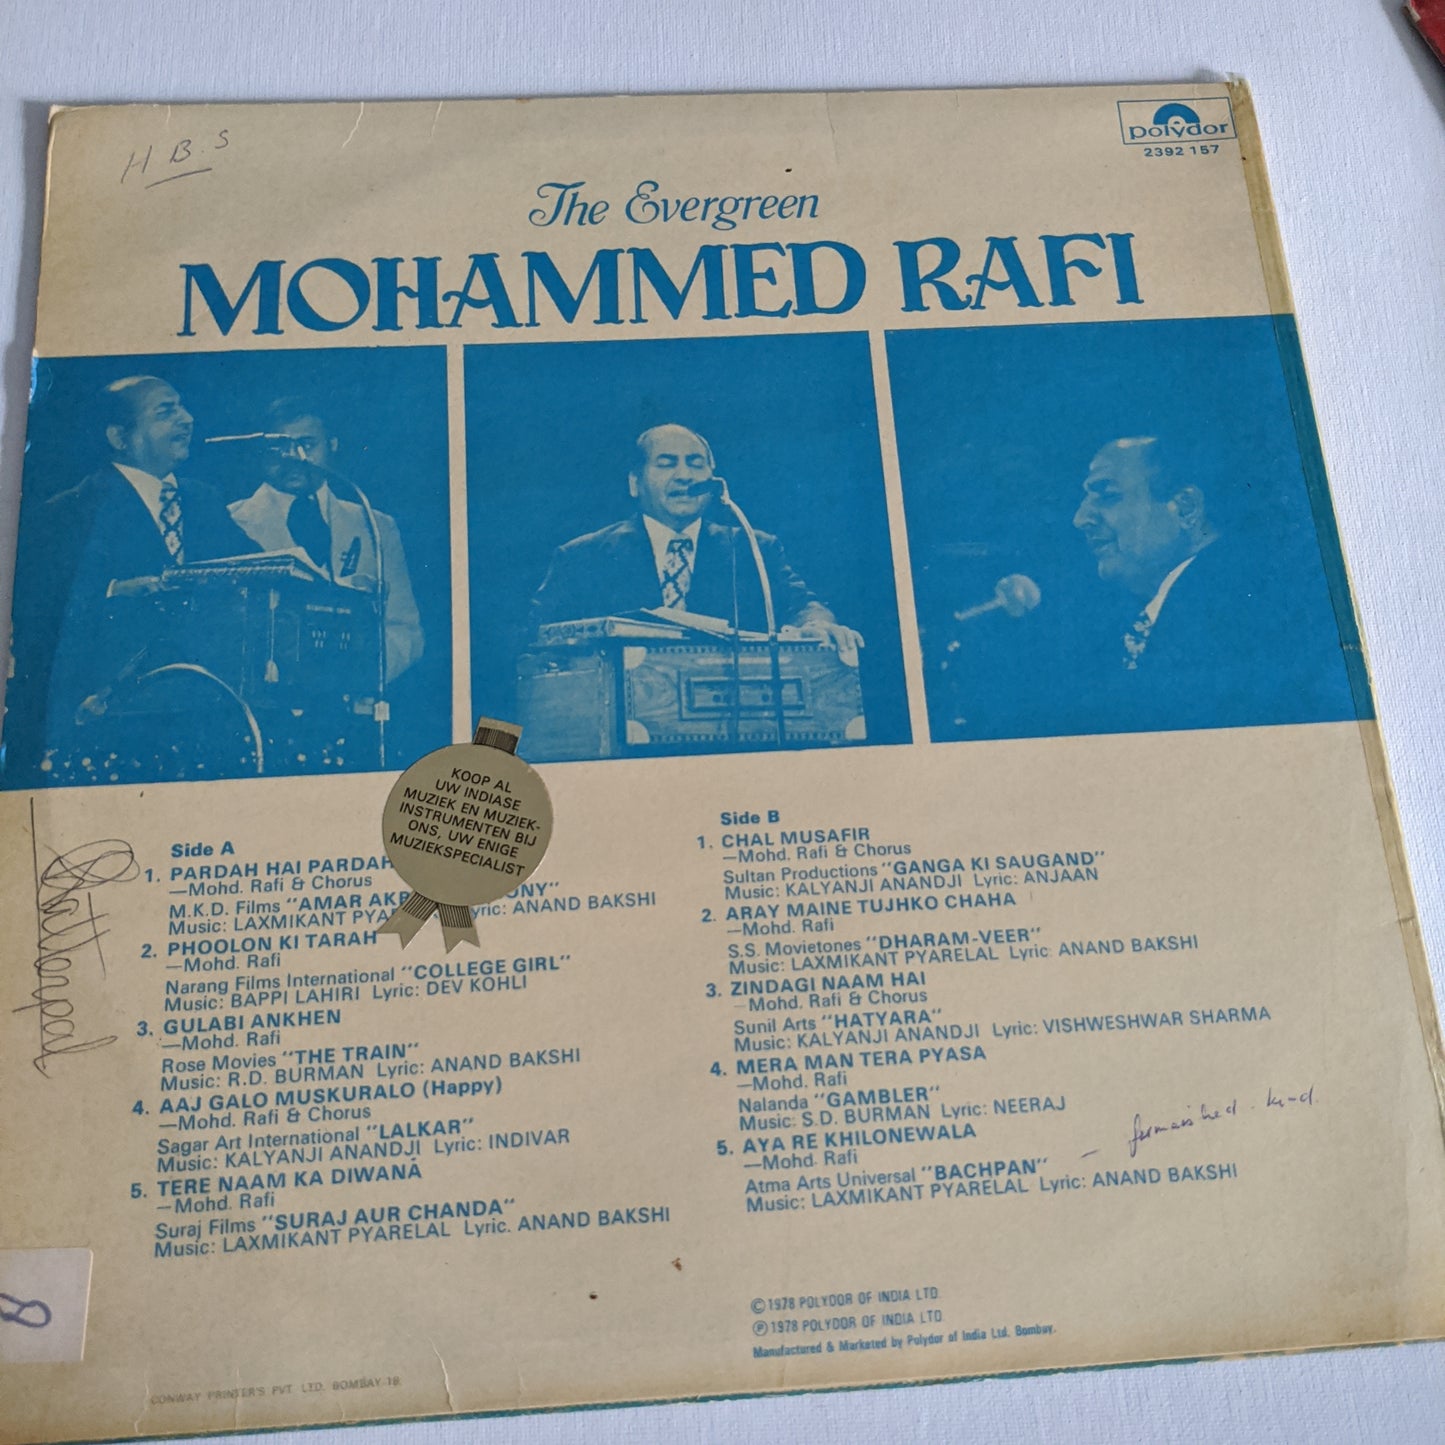 H B.S
polydor
2392 157
The Evergreen
MOHAMMED RAFI
KOOP AL
UW INDIASE
MUZIEK EN MUZIEK-
INSTRUMENTEN BIJ
ONS, UW ENIGE
MUZIEKSPECIALIST
Side A
1. PARDAH HAI PARDAH
—Mohd. Rafi & Chorus
M.K.D. Films "AMAR AKB ONY"
Music: LAXMIKANT PYA yric: ANAND BAKSHI
2. PHOOLON KI TARAH
—Mohd. Rafi
Narang Films International "COLLEGE GIRL"
Music: BAPPI LAHIRI Lyric: DEV KOHLI
3. GULABI ANKHEN
—Mohd. Rafi
Rose Movies "THE TRAIN"
Music: R.D. BURMAN Lyric: ANAND BAKSHI
4. AAJ GALO MUSKURALO (Happy)
—Mohd. Rafi & Chorus
Sagar Art International "LALKAR"
Music: KALYANJI ANANDJI Lyric: INDIVAR
5. TERE NAAM KA DIWANĀ
—Mohd. Rafi
Suraj Films "SURAJ AUR CHANDA"
Music: LAXMIKANT PYARELAL Lyric. ANAND BAKSHI
Side B
1. CHAL MUSAFIR
—Mohd. Rafi & Chorus
Sultan Productions "GANGA KI SAUGAND"
Music: KALYANJI ANANDJI Lyric: ANJAAN
2. ARAY MAINE TUJHKO CHAHA
—Mohd. Rafi
S.S. Movietones "DHARAM-VEER"
Music: LAXMIKANT PYARELAL Lyric: ANAND BAKSHI
3. ZINDAGI NAAM HAI
—Mohd. Rafi & Chorus
Sunil Arts "HATYARA"
Music: KALYANJI ANANDJI Lyric: VISHWESHWAR SHARMA
4. MERA MAN TERA PYASA
—Mohd. Rafi
Nalanda "GAMBLER"
Music: S.D. BURMAN Lyric: NEERAJ
5. AYA RE KHILONEWALA
—Mohd. Rafi
Atma Arts Universal "BACHPAN"
Music: LAXMIKANT PYARELAL Lyric: ANAND BAKSHI
8
© 1978 POLYDOR OF INDIA LTD.
℗ 1978 POLYDOR OF INDIA LTD.
Manufactured & Marketed by Polydor of India Ltd. Bombay.
CONWAY PRINTER'S PVT. LTD. BOMBAY-18.